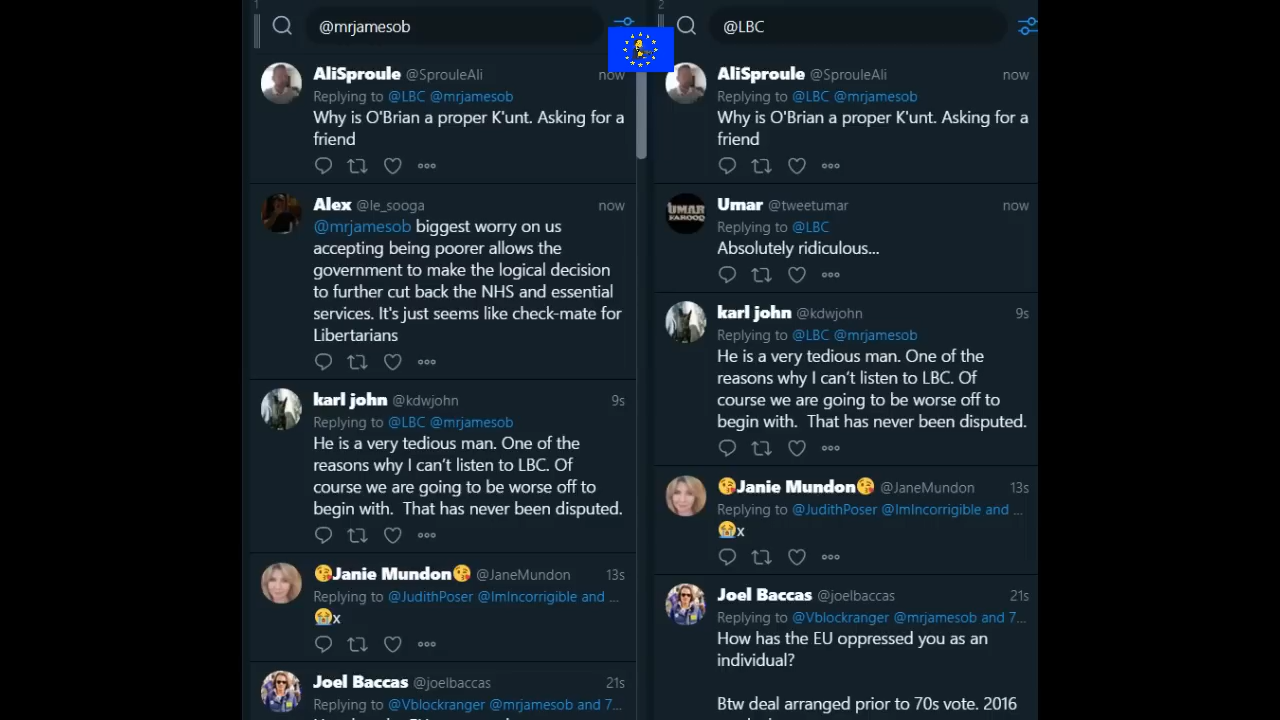 1
@mrjamesob
AliSproule @SprouleAli now
Replying to @LBC @mrjamesob
Why is O'Brian a proper K'unt. Asking for a
friend
Alex @le_sooga now
@mrjamesob biggest worry on us
accepting being poorer allows the
government to make the logical decision
to further cut back the NHS and essential
services. It's just seems like check-mate for
Libertarians
karl john @kdwjohn 9s
Replying to @LBC @mrjamesob
He is a very tedious man. One of the
reasons why I can't listen to LBC. Of
course we are going to be worse off to
begin with. That has never been disputed.
😘Janie Mundon😘 @JaneMundon 13s
Replying to @JudithPoser @ImIncorrigible and ...
😭x
Joel Baccas @joelbaccas 21s
Replying to @Vblockranger @mrjamesob and 7...
2
@LBC
AliSproule @SprouleAli now
Replying to @LBC @mrjamesob
Why is O'Brian a proper K'unt. Asking for a
friend
UMAR
FAROOQ
Umar @tweetumar now
Replying to @LBC
Absolutely ridiculous...
karl john @kdwjohn 9s
Replying to @LBC @mrjamesob
He is a very tedious man. One of the
reasons why I can't listen to LBC. Of
course we are going to be worse off to
begin with. That has never been disputed.
😘Janie Mundon😘 @JaneMundon 13s
Replying to @JudithPoser @ImIncorrigible and ...
😭x
Joel Baccas @joelbaccas 21s
Replying to @Vblockranger @mrjamesob and 7...
How has the EU oppressed you as an
individual?
Btw deal arranged prior to 70s vote. 2016